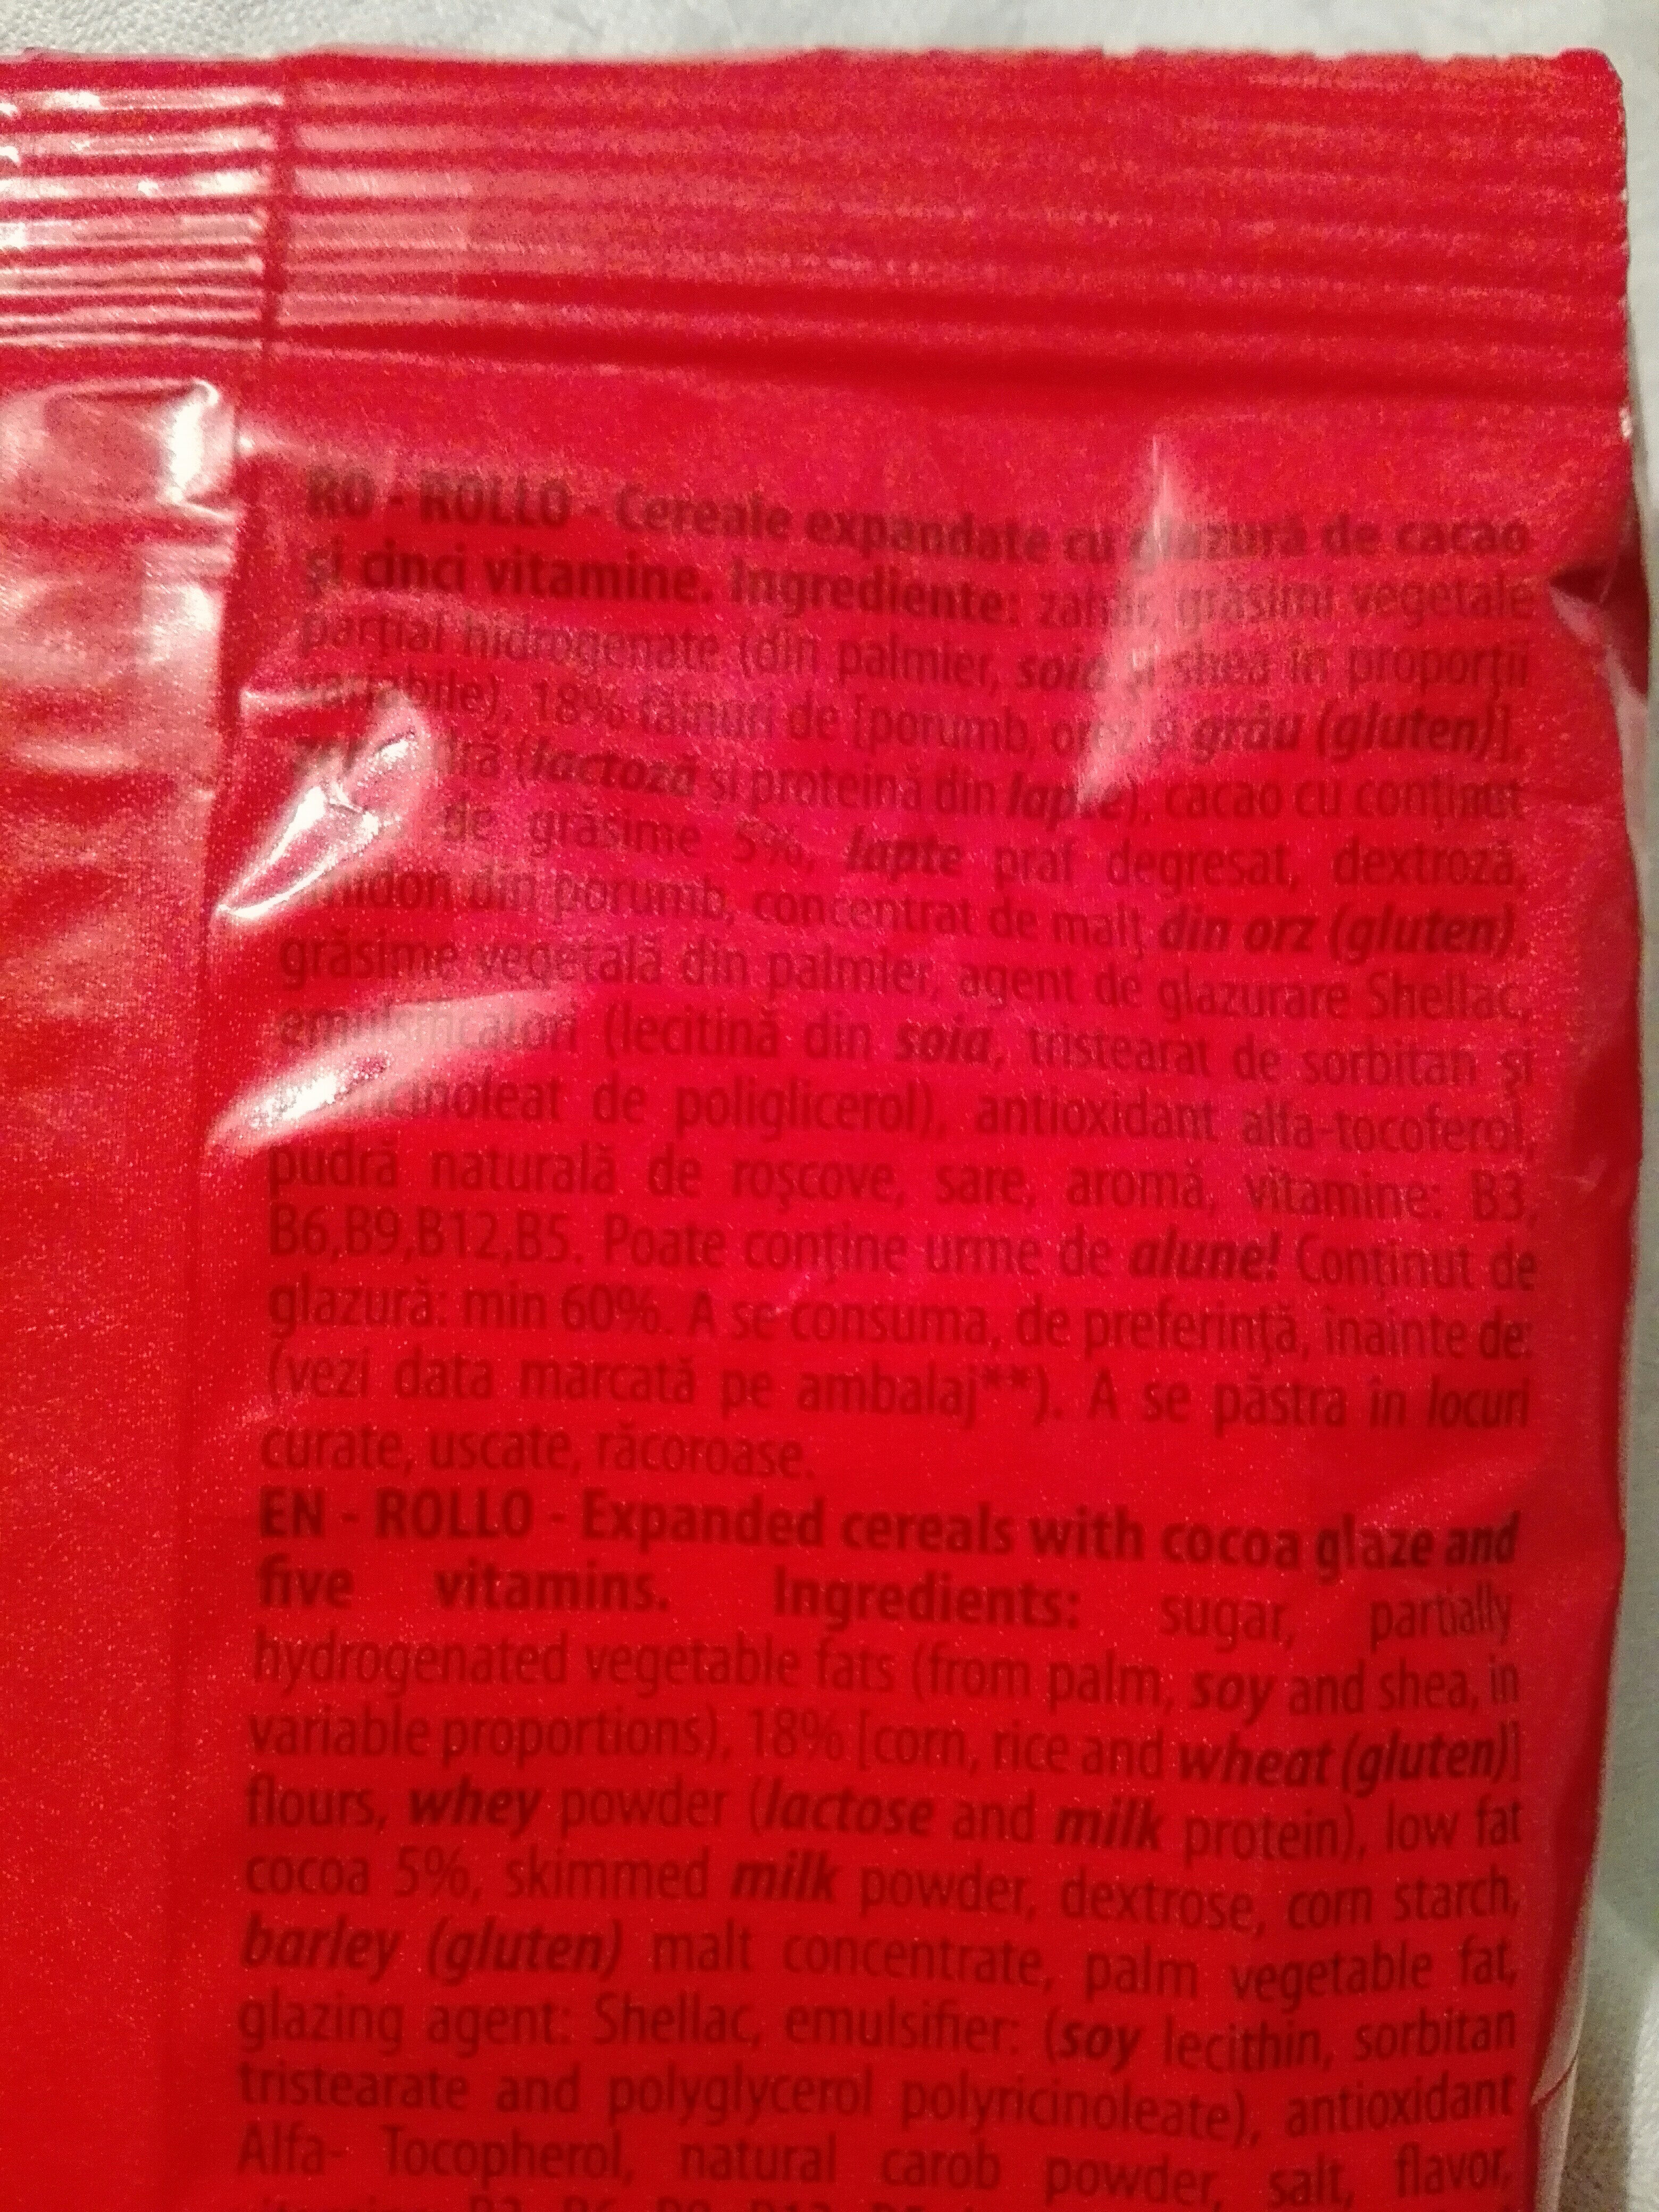 RO - ROLLO - Cereale expandate cu glazură de cacao
și cinci vitamine. Ingrediente: zahăr, grăsimi vegetale
parțial hidrogenate (din palmier, soia și shea în proporții
variabile), 18% făinuri de [porumb, orez și grâu (gluten)],
(lactoză și proteină din lapte), cacao cu conținut
de grăsime 5%, lapte praf degresat, dextroză,
amidon din porumb, concentrat de malț din orz (gluten),
grăsime vegetală din palmier, agent de glazurare Shellac,
emulsificatori (lecitină din soia, tristearat de sorbitan și
de poliglicerol), antioxidant alfa-tocoferol,
pudră naturală de roșcove, sare, aromă, vitamine: B3,
B6,B9,B12,B5. Poate conține urme de alune! Conținut de
glazură: min 60%. A se consuma, de preferință, înainte de:
(vezi data marcată pe ambalaj**). A se păstra în locuri
curate, uscate, răcoroase.
EN - ROLLO - Expanded cereals with cocoa glaze and
five vitamins. Ingredients: sugar, partially
hydrogenated vegetable fats (from palm, soy and shea, in
variable proportions), 18% [corn, rice and wheat (gluten)]
flours, whey powder (lactose and milk protein), low fat
cocoa 5%, skimmed milk powder, dextrose, corn starch,
barley (gluten) malt concentrate, palm vegetable fat,
glazing agent: Shellac, emulsifier: (soy lecithin, sorbitan
tristearate and polyglycerol polyricinoleate), antioxidant
Alfa- Tocopherol, natural carob powder, salt, flavor,